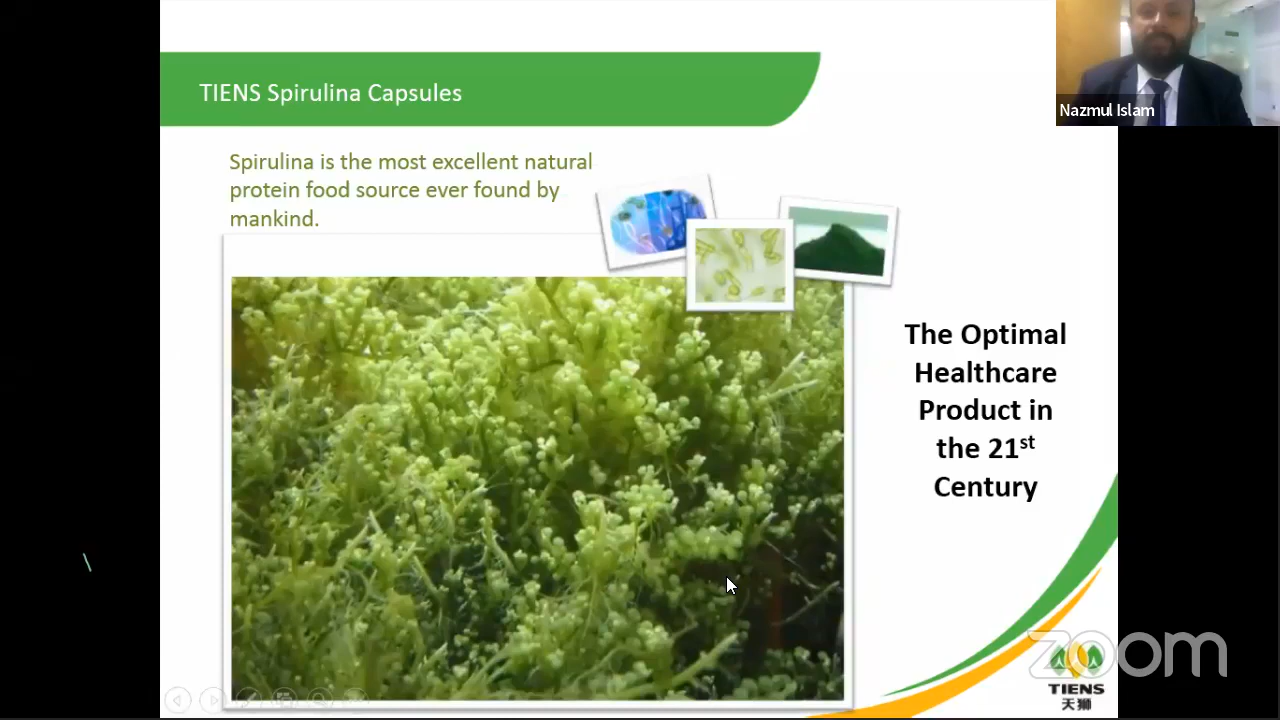 TIENS Spirulina Capsules
Nazmul Islam
Spirulina is the most excellent natural
protein food source ever found by
mankind.
The Optimal
Healthcare
Product in
the 21st
Century
zoom
TIENS
天狮